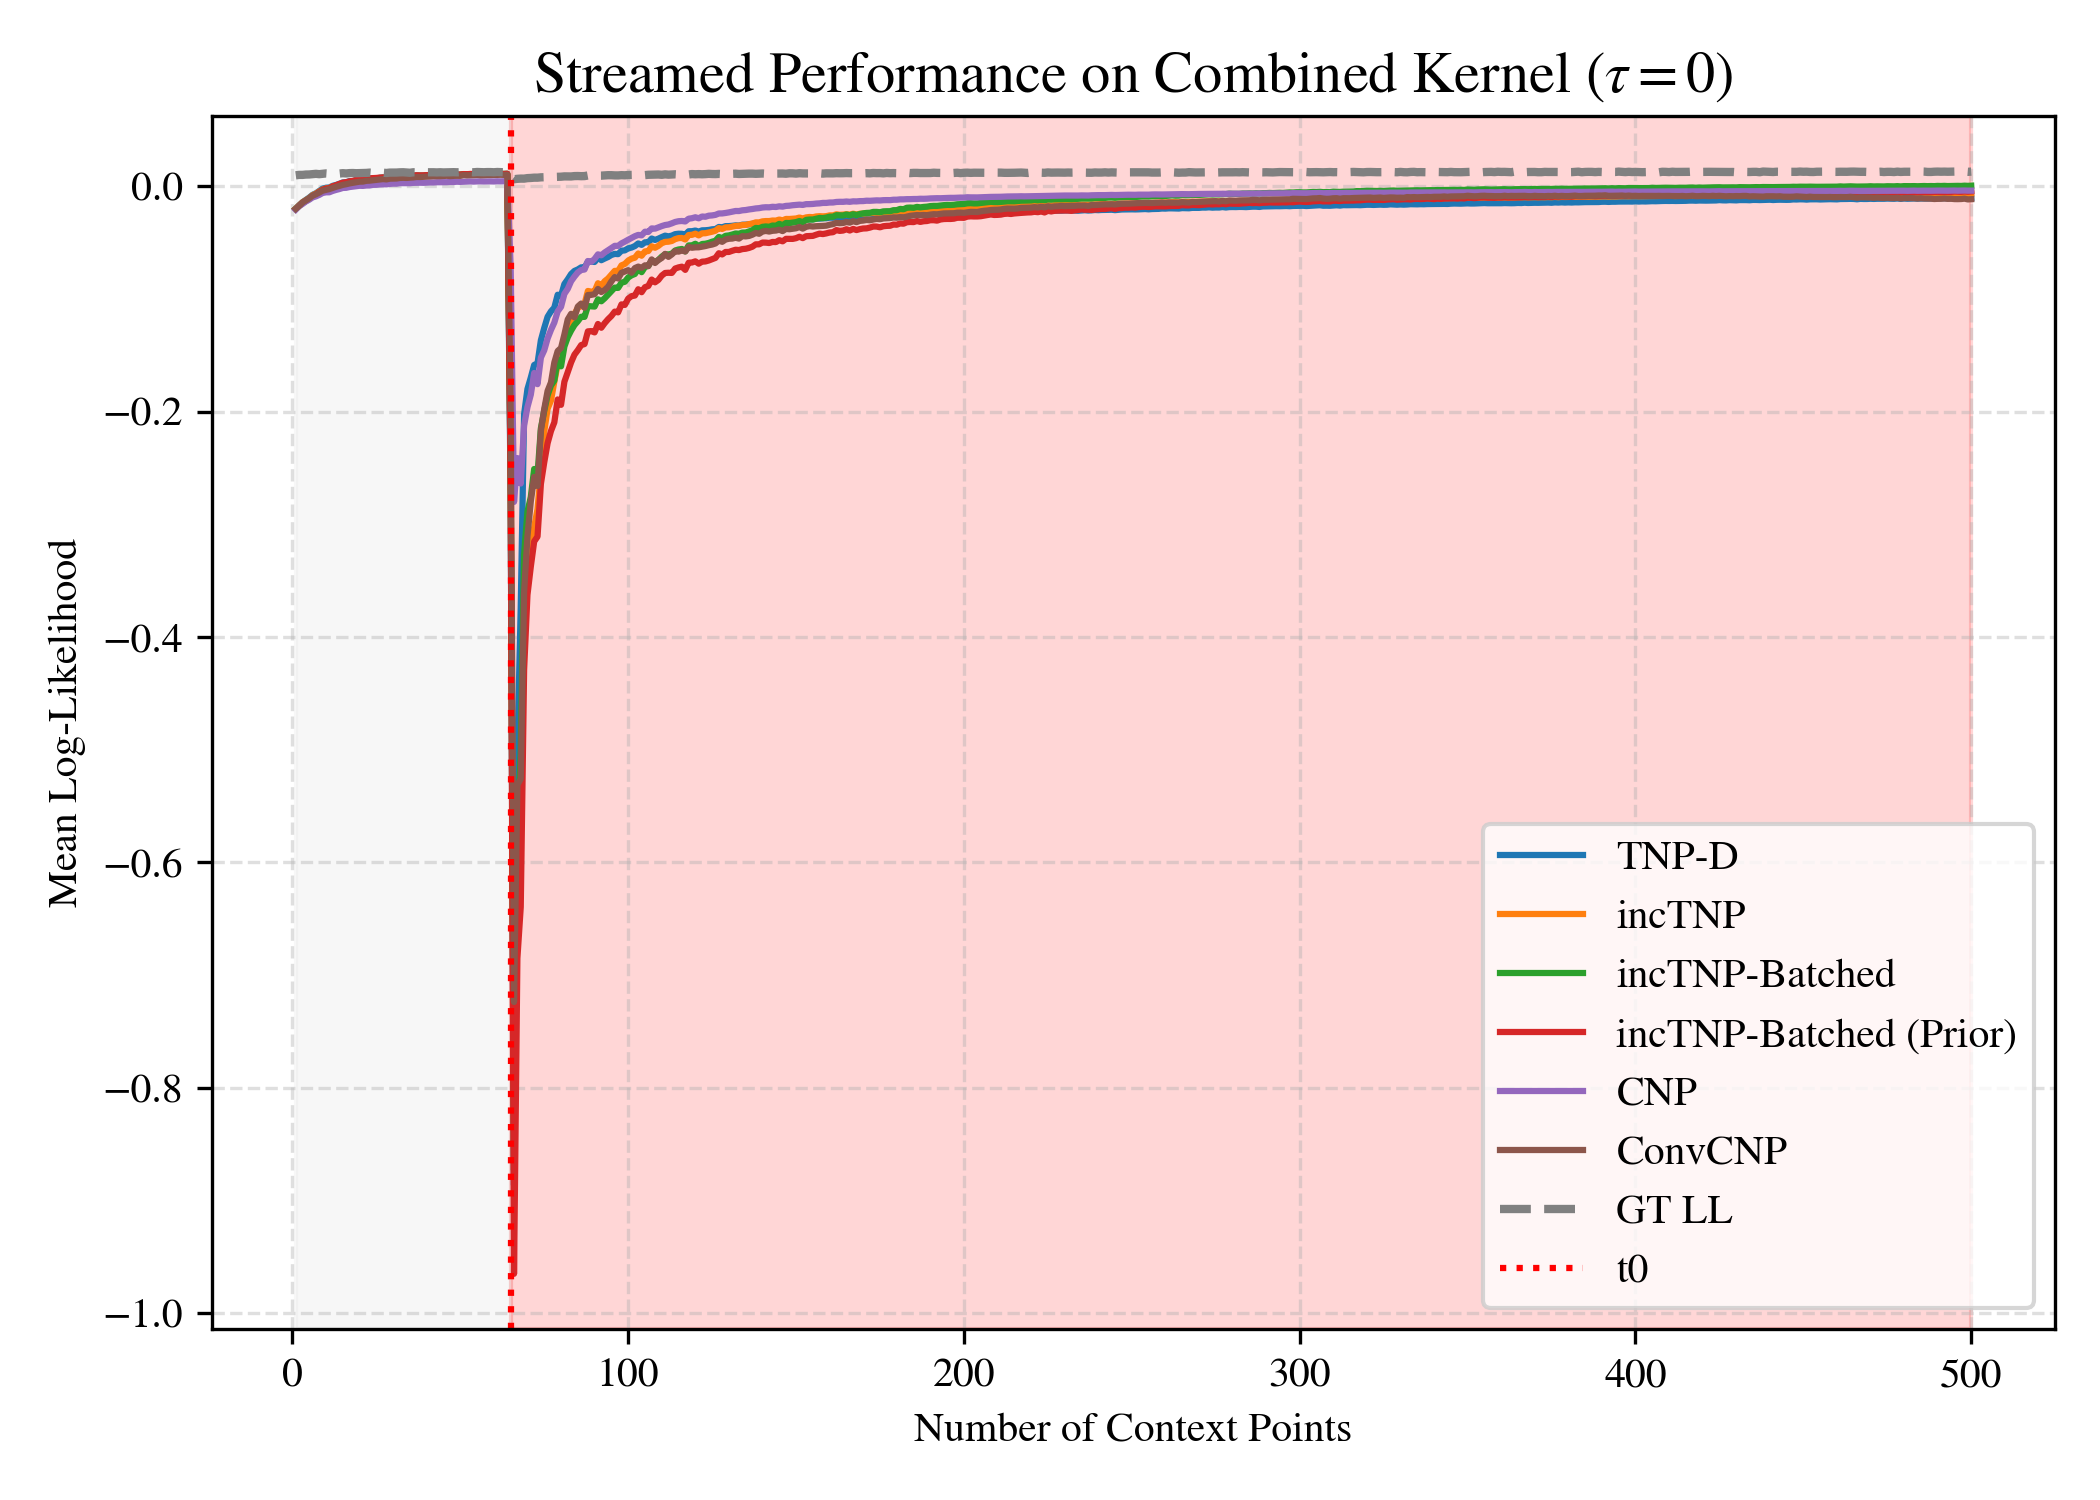 Streamed Performance on Combined Kernel (τ = 0)
Mean Log-Likelihood
0.0
−0.2
−0.4
−0.6
−0.8
−1.0
TNP-D
incTNP
incTNP-Batched
incTNP-Batched (Prior)
CNP
ConvCNP
GT LL
t0
0 100 200 300 400 500
Number of Context Points